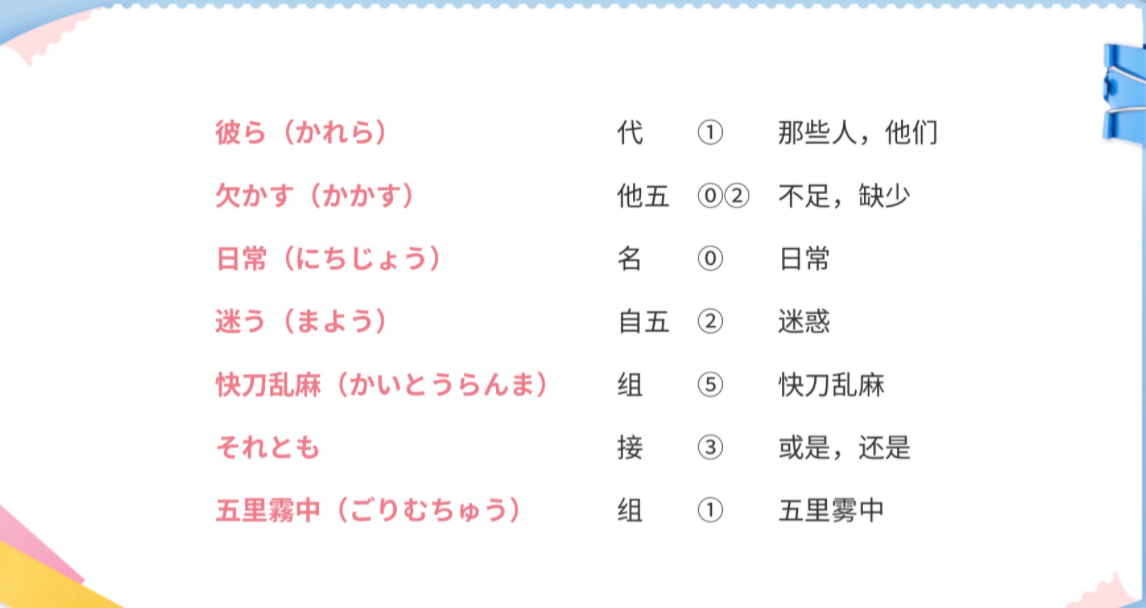 彼ら（かれら） 代 ① 那些人，他们
欠かす（かかす） 他五 ⓪② 不足，缺少
日常（にちじょう） 名 ⓪ 日常
迷う（まよう） 自五 ② 迷惑
快刀乱麻（かいとうらんま） 组 ⑤ 快刀乱麻
それとも 接 ③ 或是，还是
五里霧中（ごりむちゅう） 组 ① 五里雾中